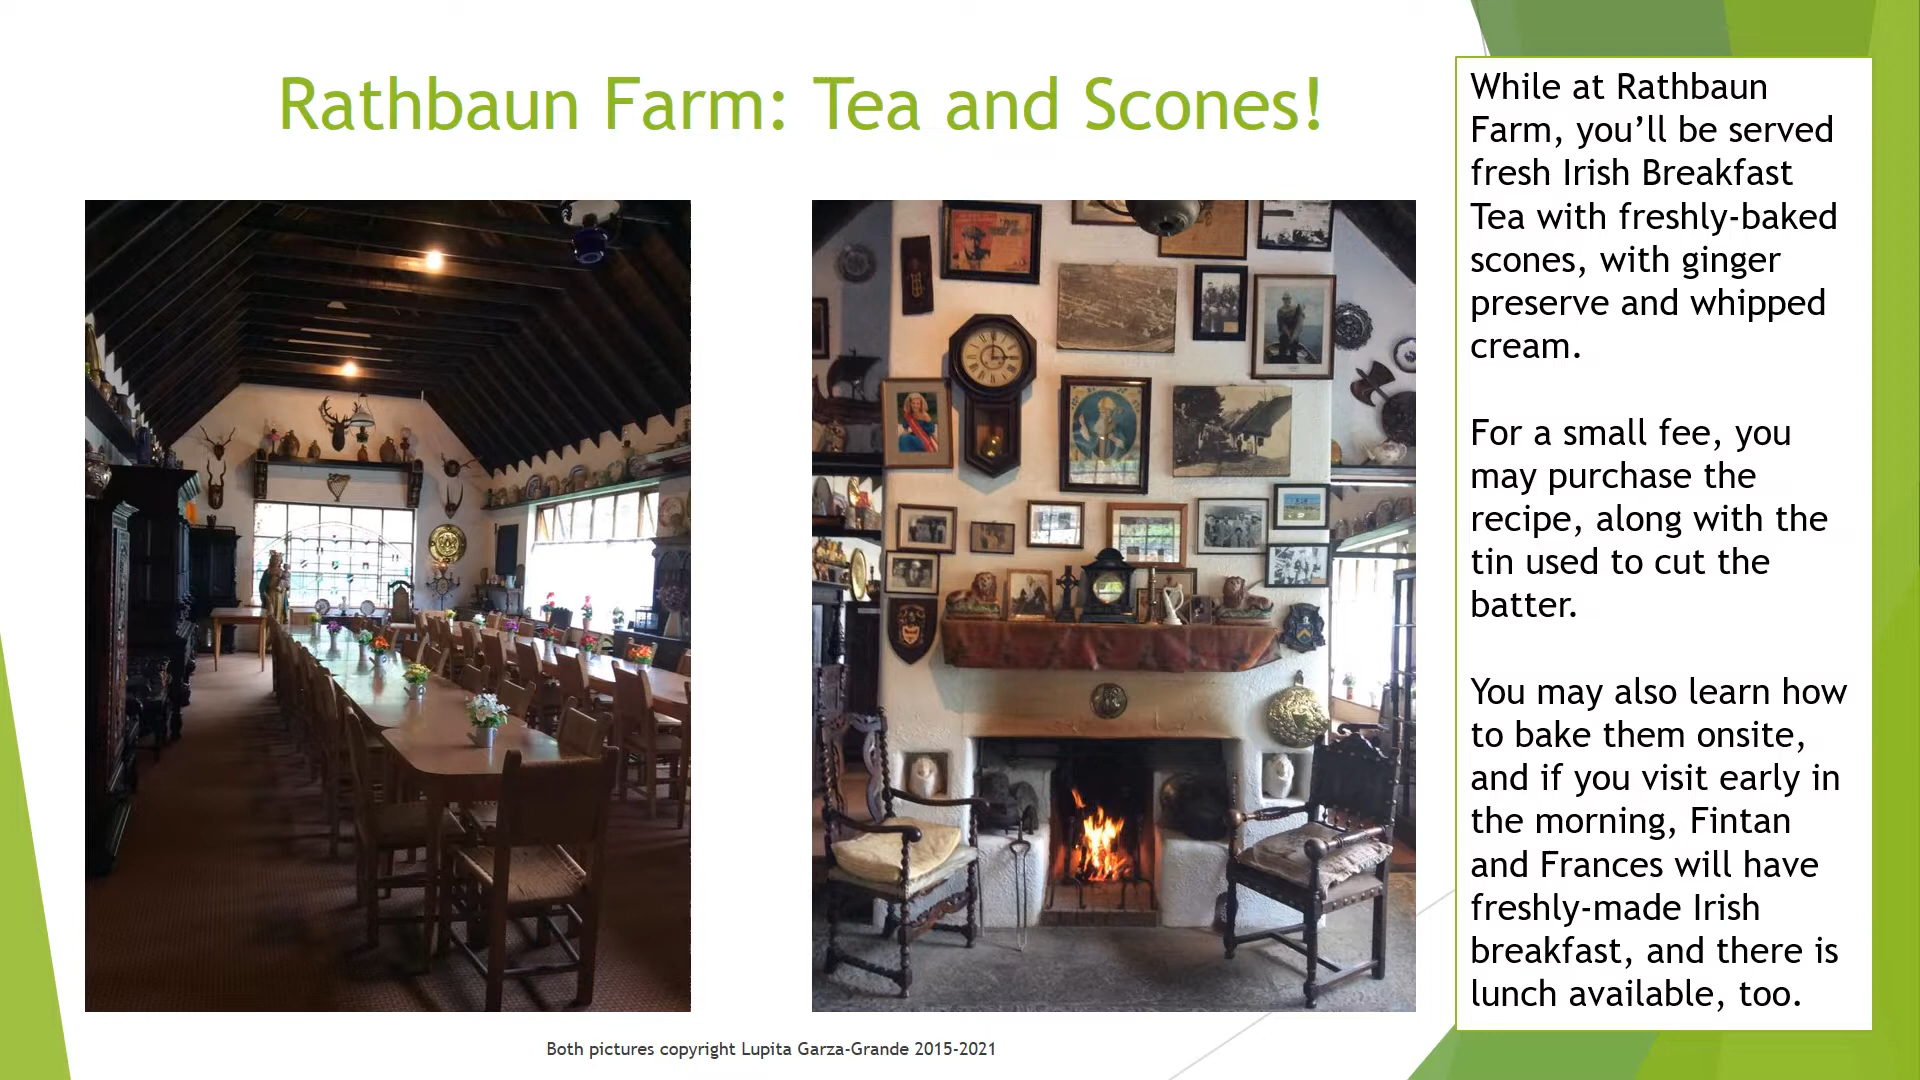 Rathbaun Farm: Tea and Scones!
While at Rathbaun
Farm, you’ll be served
fresh Irish Breakfast
Tea with freshly-baked
scones, with ginger
preserve and whipped
cream.
For a small fee, you
may purchase the
recipe, along with the
tin used to cut the
batter.
You may also learn how
to bake them onsite,
and if you visit early in
the morning, Fintan
and Frances will have
freshly-made Irish
breakfast, and there is
lunch available, too.
Both pictures copyright Lupita Garza-Grande 2015-2021